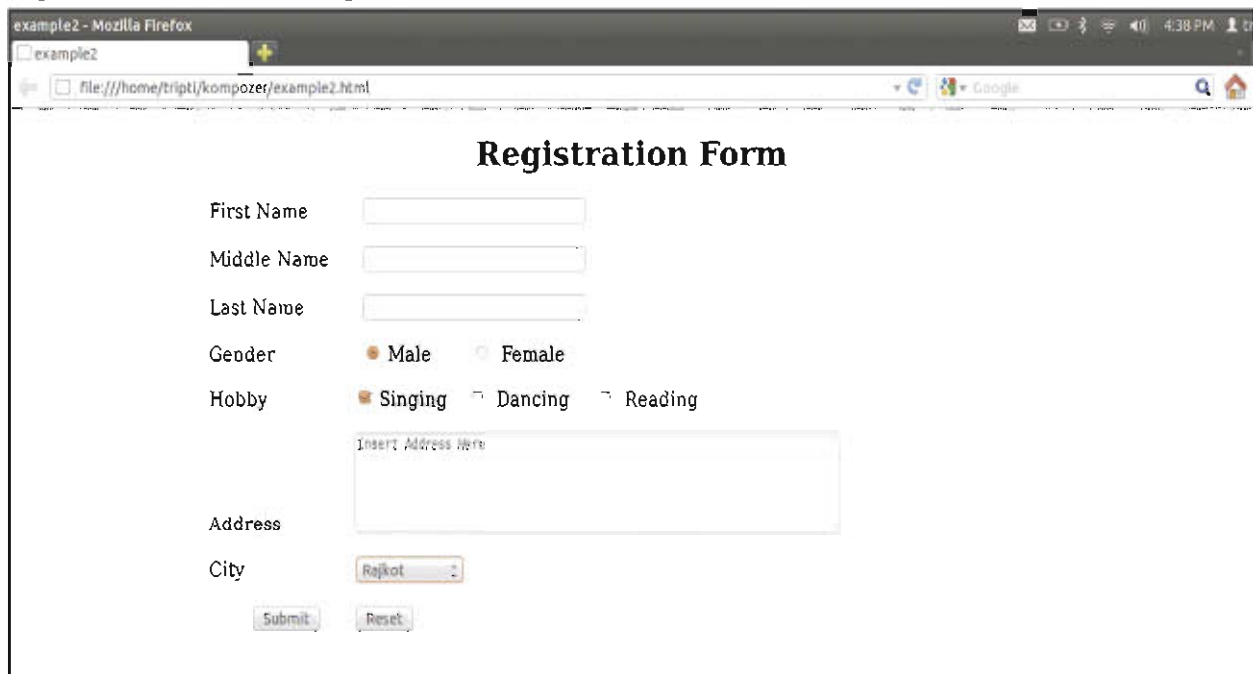 example2 - Mozilla Firefox 4:38 PM
example2
file:///home/tripti/kompozer/example2.html Google
Registration Form
First Name
Middle Name
Last Name
Gender Male Female
Hobby Singing Dancing Reading
Insert Address Here
Address
City Rajkot
Submit Reset